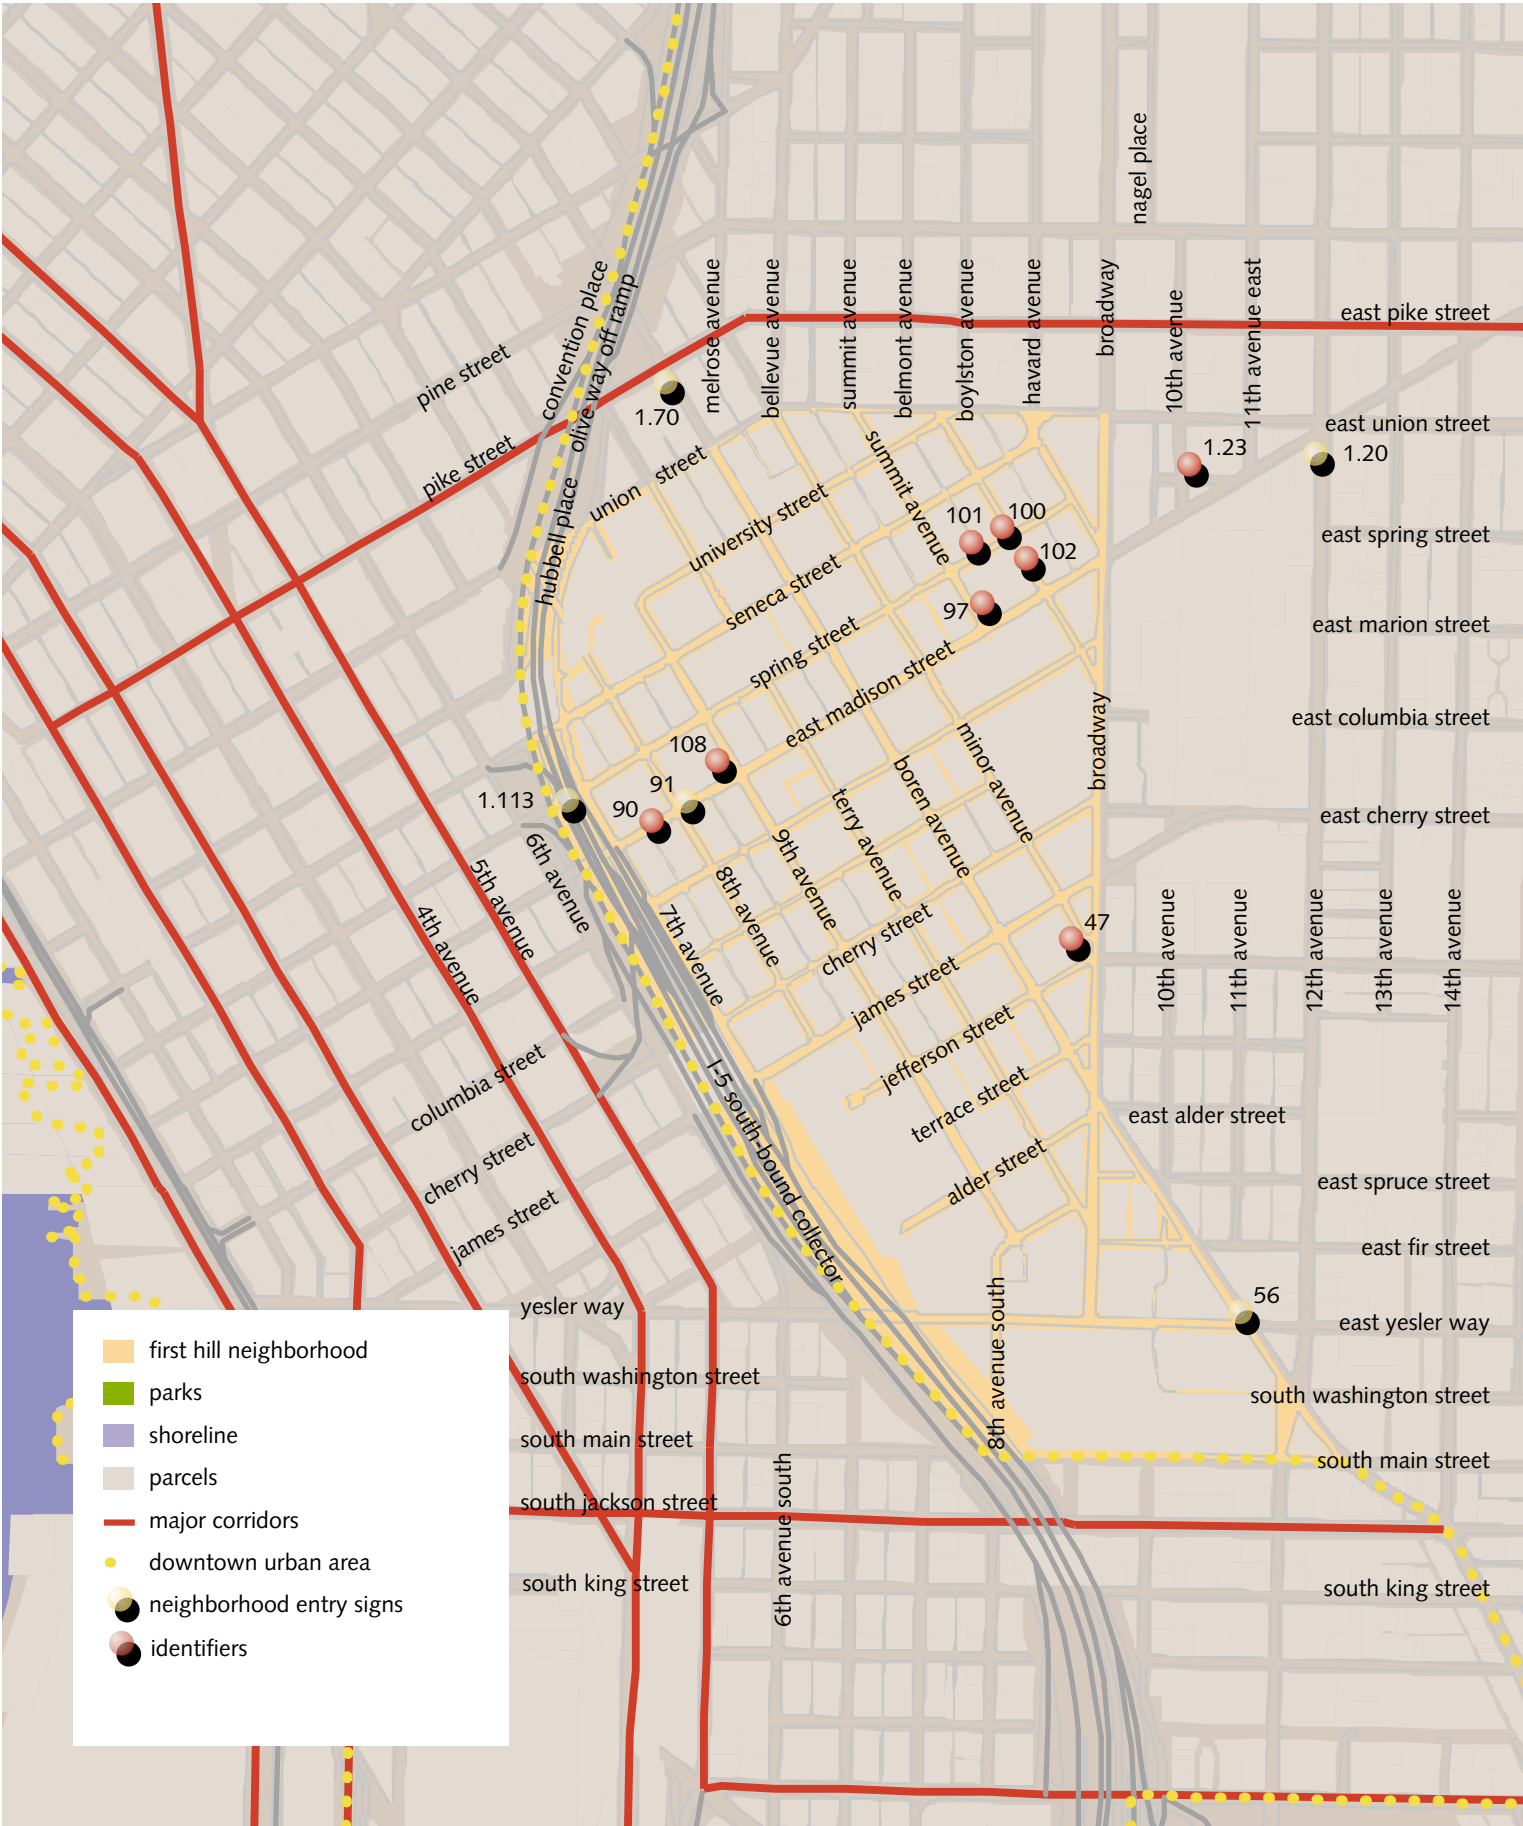 nagel place
convention place
olive way off ramp
melrose avenue
bellevue avenue
summit avenue
belmont avenue
boylston avenue
havard avenue
broadway
10th avenue
11th avenue east
east pike street
pine street
1.70
east union street
pike street
union street
summit avenue
1.23
1.20
hubbell place
university street
101
100
east spring street
102
seneca street
97
east marion street
spring street
east madison street
east columbia street
108
minor avenue
broadway
91
boren avenue
1.113
90
terry avenue
east cherry street
6th avenue
5th avenue
9th avenue
8th avenue
4th avenue
7th avenue
cherry street
47
10th avenue
11th avenue
12th avenue
13th avenue
14th avenue
james street
jefferson street
columbia street
I-5 south-bound collector
terrace street
east alder street
cherry street
alder street
east spruce street
james street
east fir street
8th avenue south
56
yesler way
east yesler way
first hill neighborhood
south washington street
south washington street
parks
shoreline
south main street
south main street
parcels
south jackson street
6th avenue south
major corridors
downtown urban area
south king street
south king street
neighborhood entry signs
identifiers